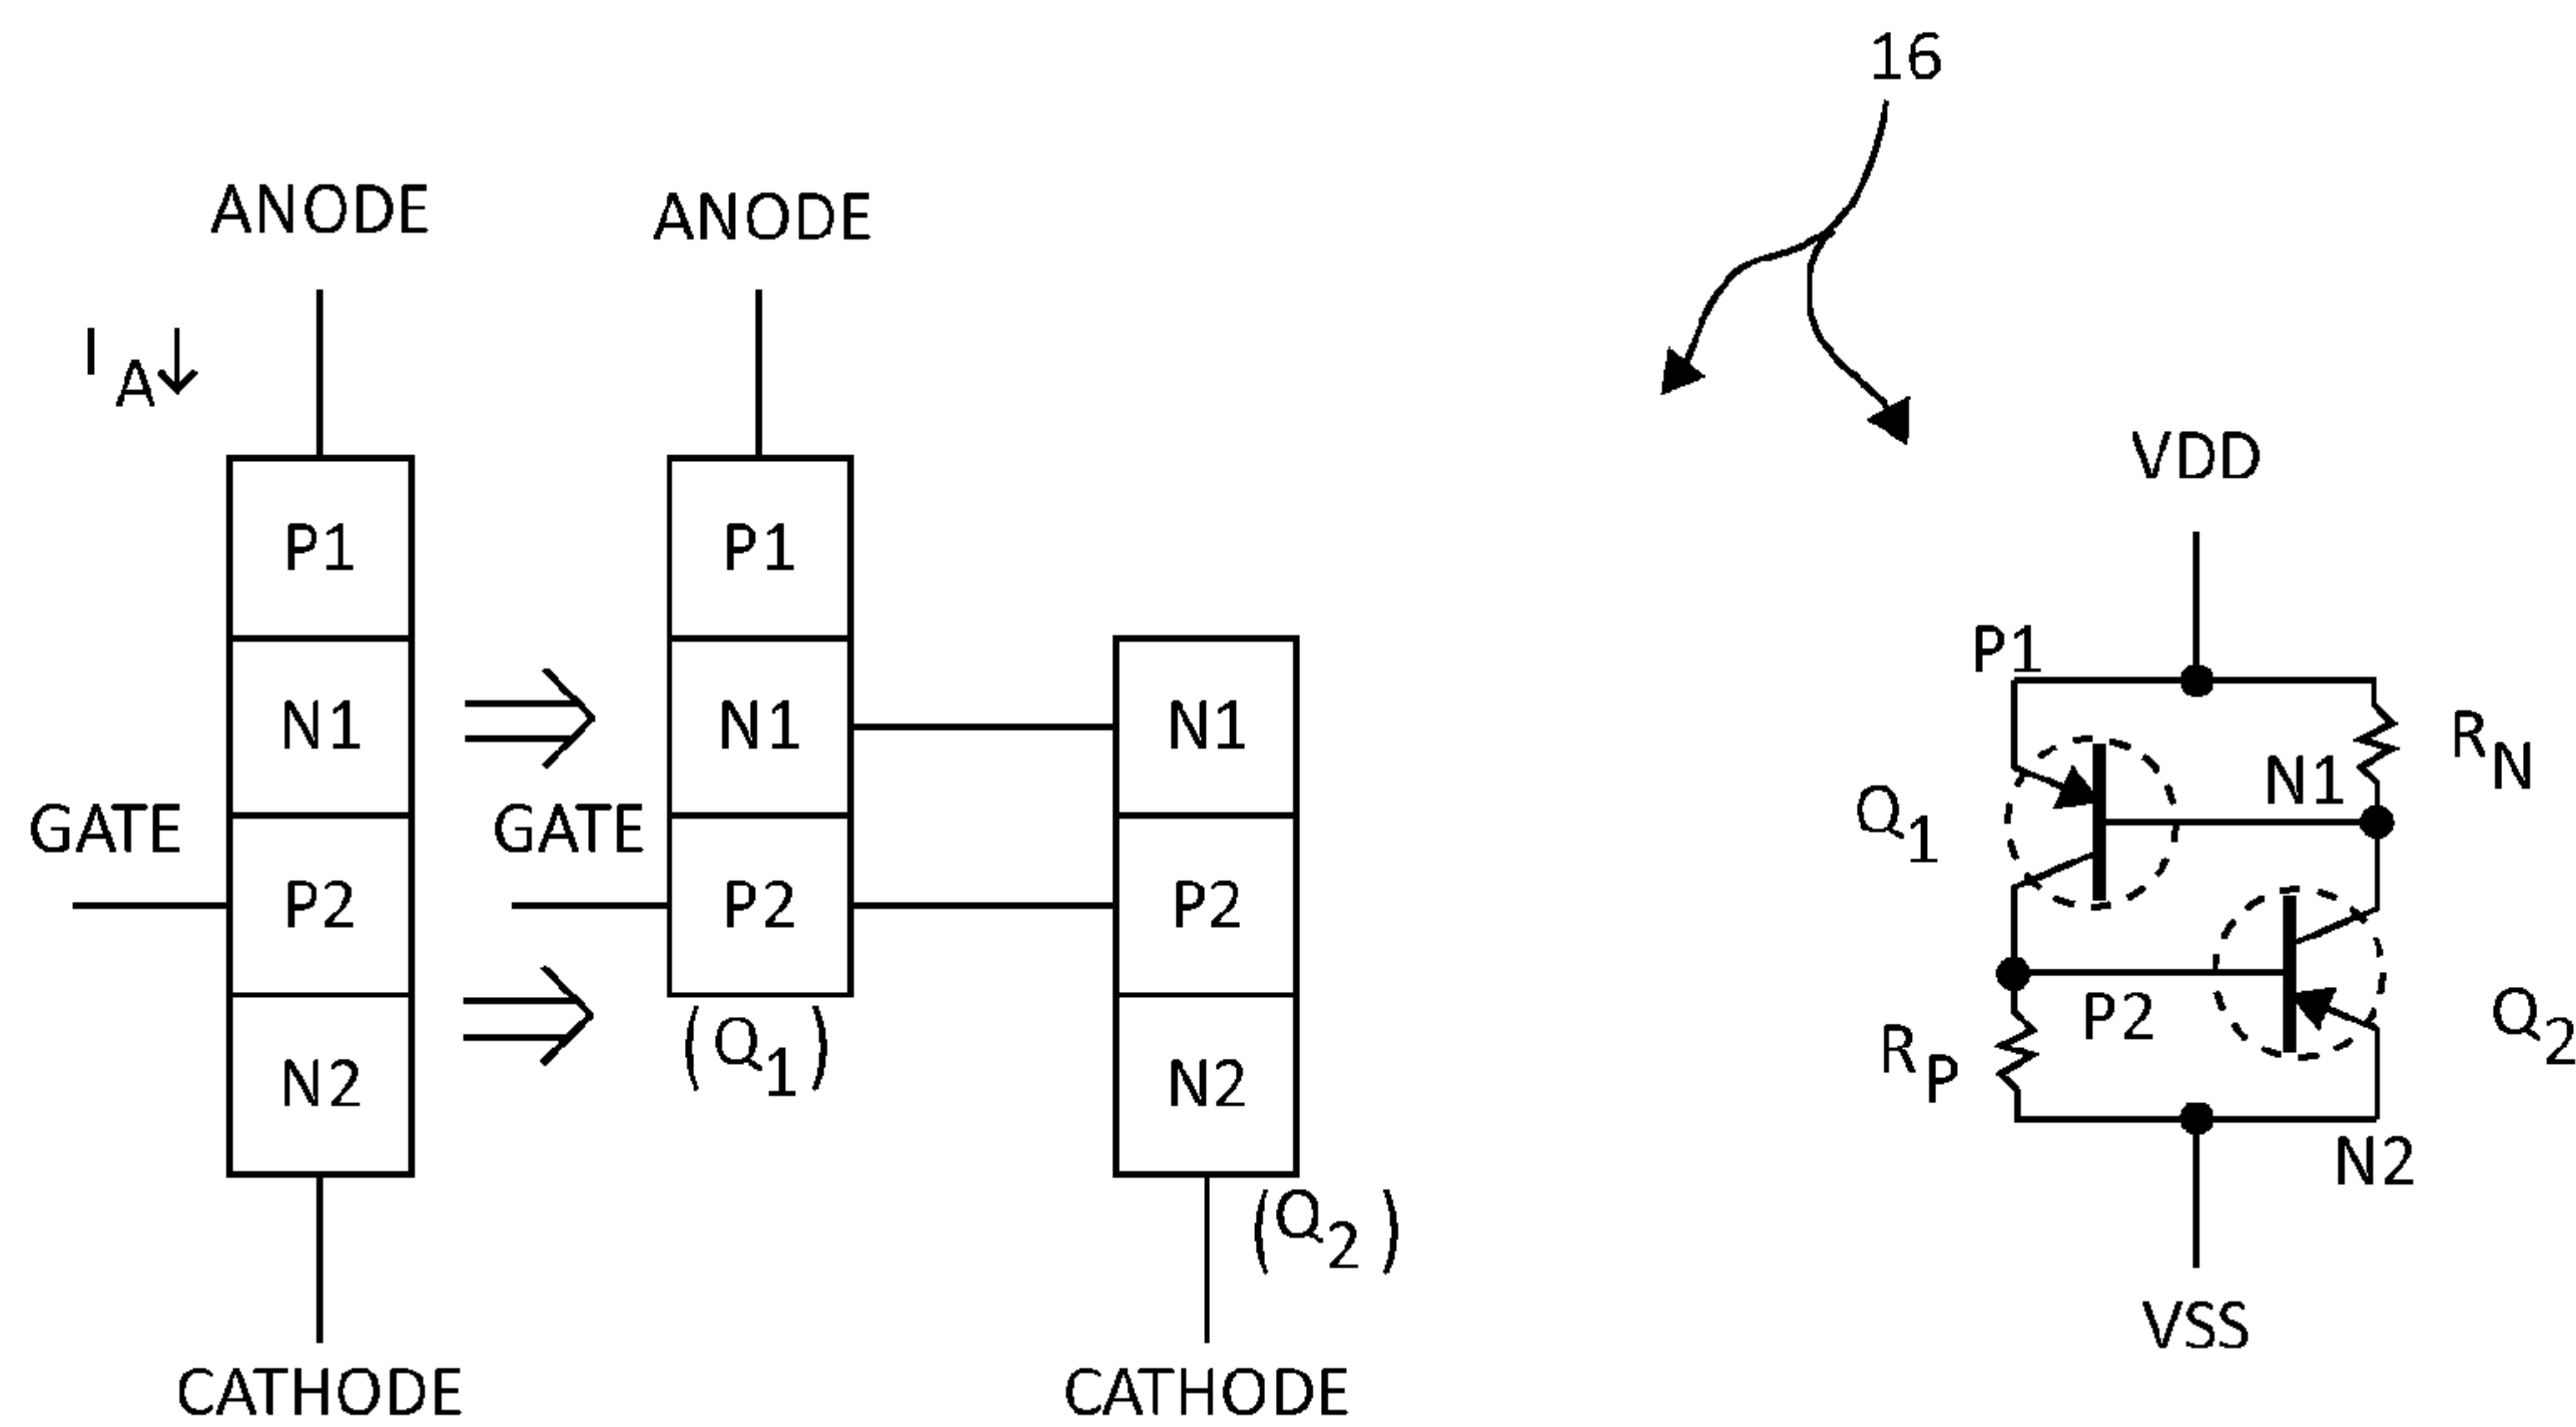 16
ANODE
ANODE
I A
VDD
P1
P1
P1
N1
N1
N1
RN
N1
Q1
GATE
GATE
P2
P2
P2
P2
Q2
(Q1)
RP
N2
N2
N2
(Q2)
VSS
CATHODE
CATHODE